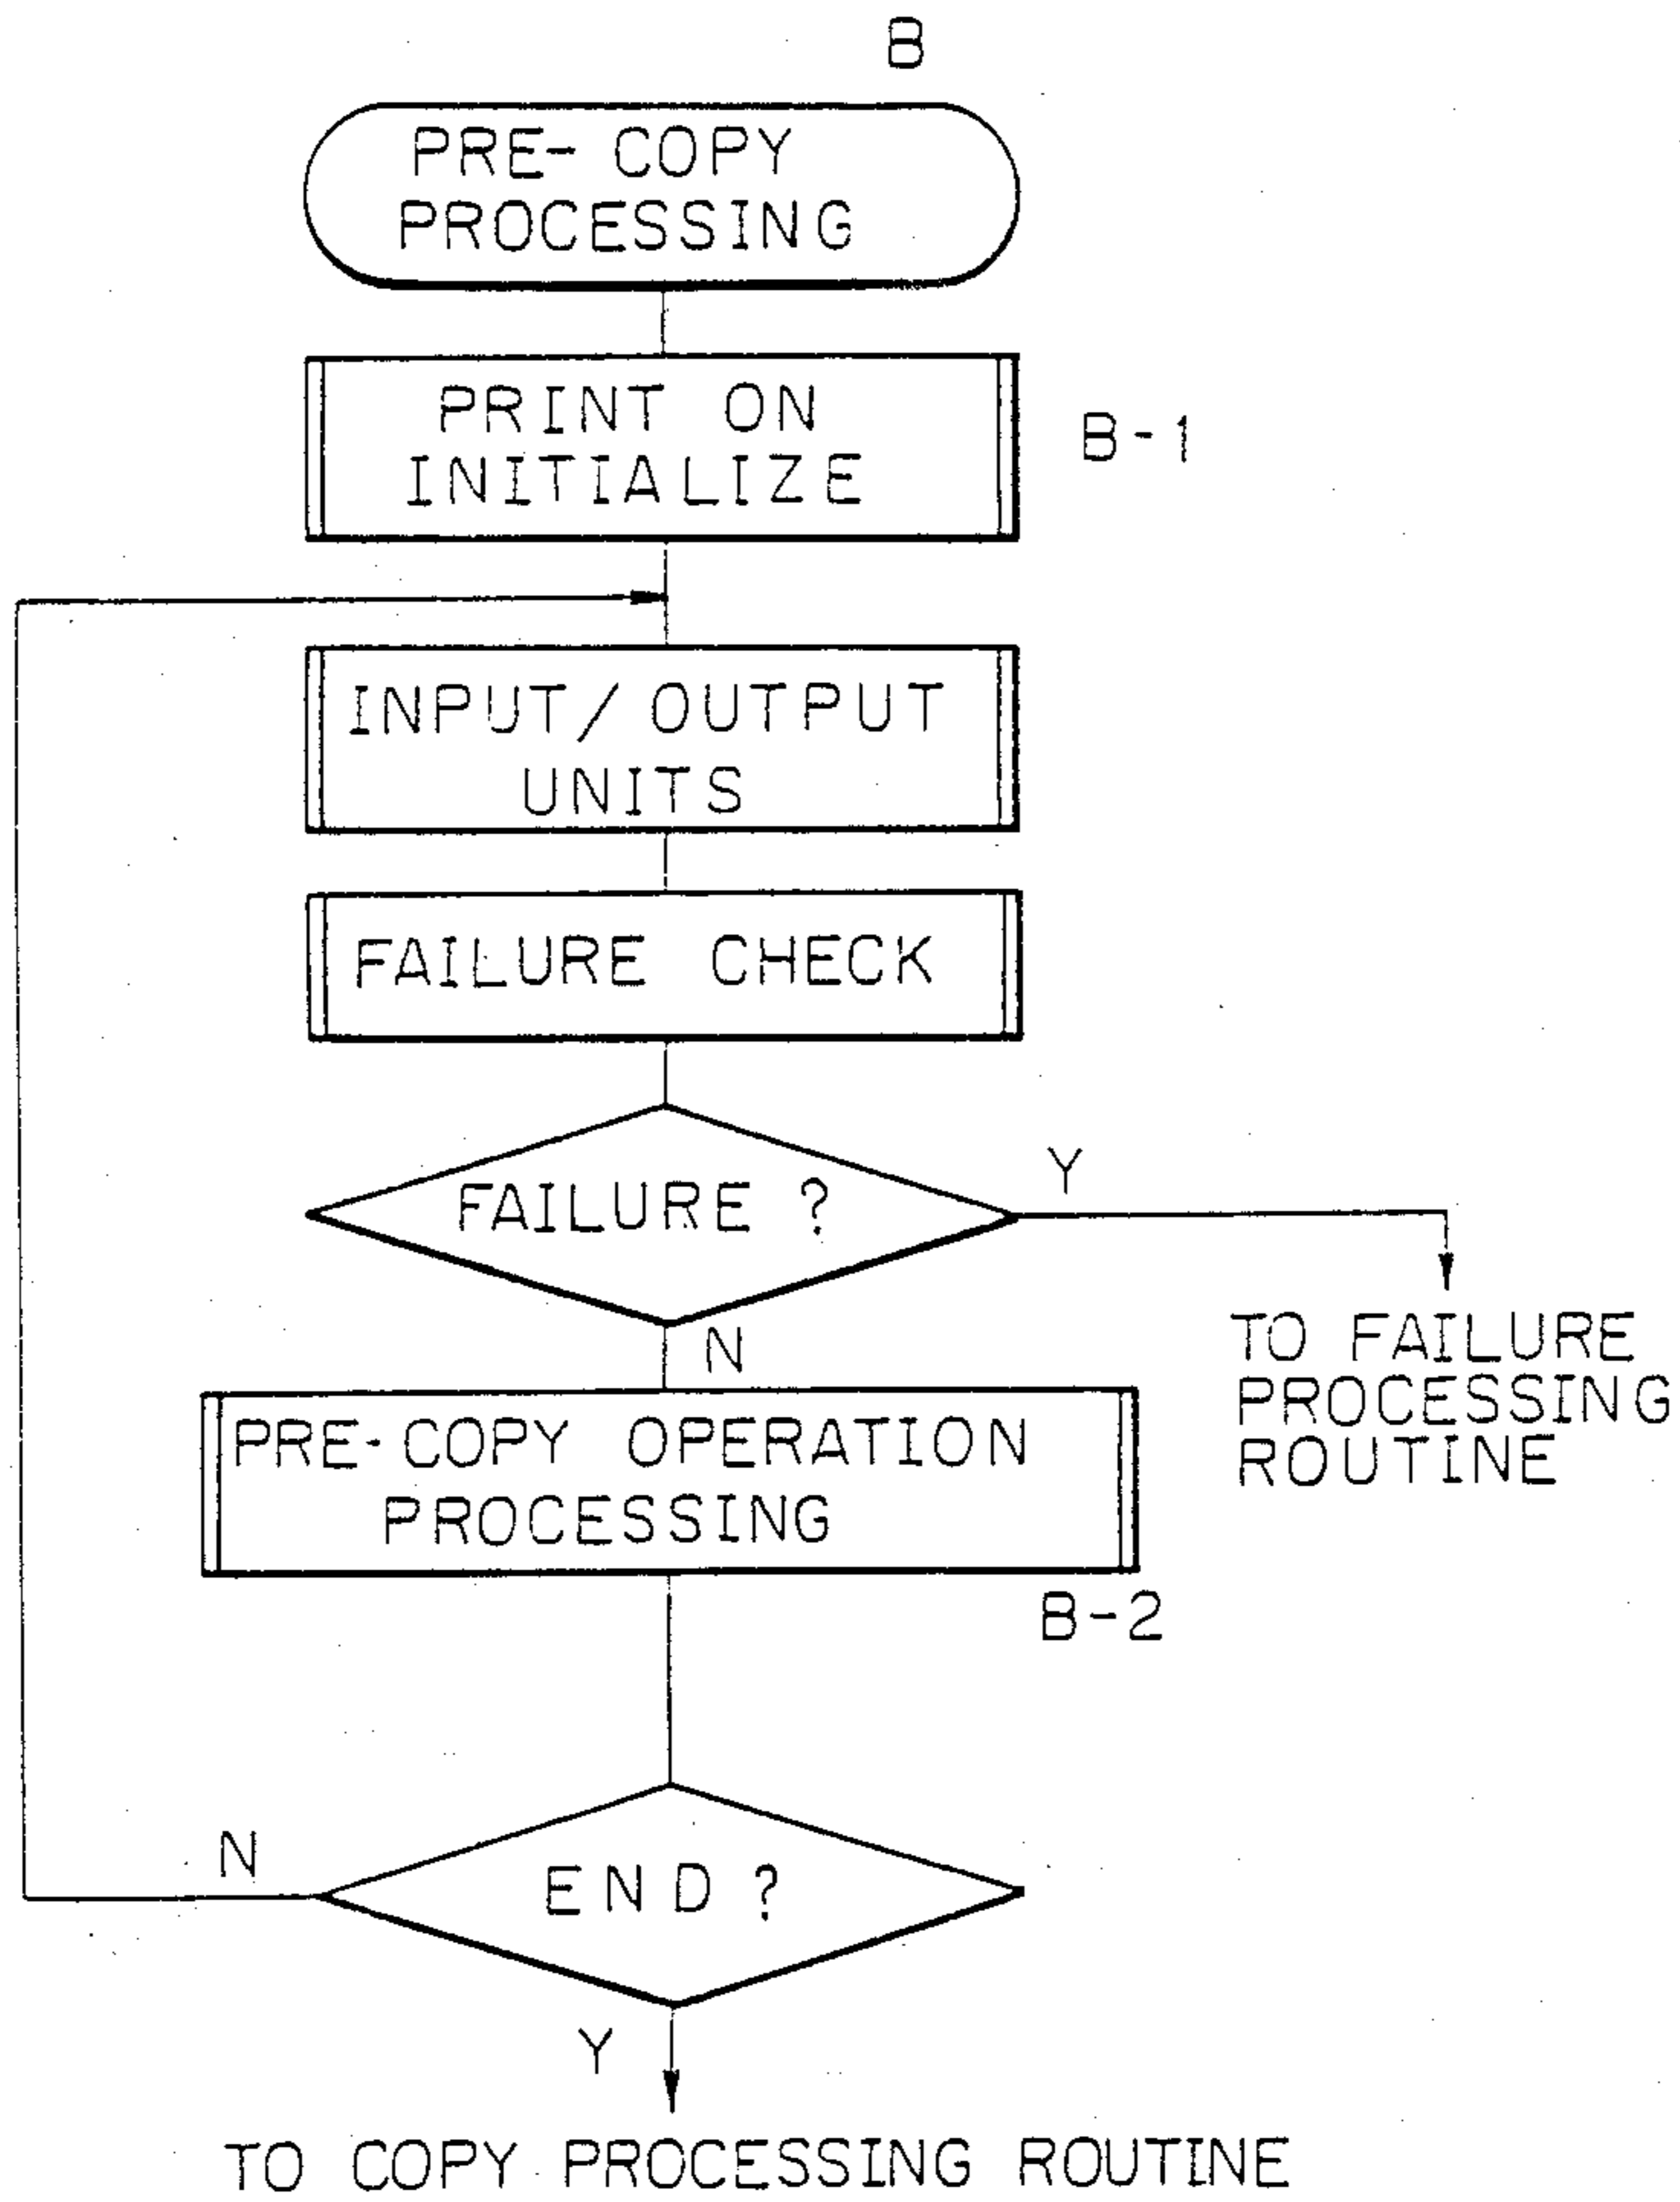 B
PRE-COPY
PROCESSING
PRINT ON
INITIALIZE
B-1
INPUT/OUTPUT
UNITS
FAILURE CHECK
FAILURE ?
Y
N
TO FAILURE
PROCESSING
ROUTINE
PRE-COPY OPERATION
PROCESSING
B-2
N
END ?
Y
TO COPY PROCESSING ROUTINE